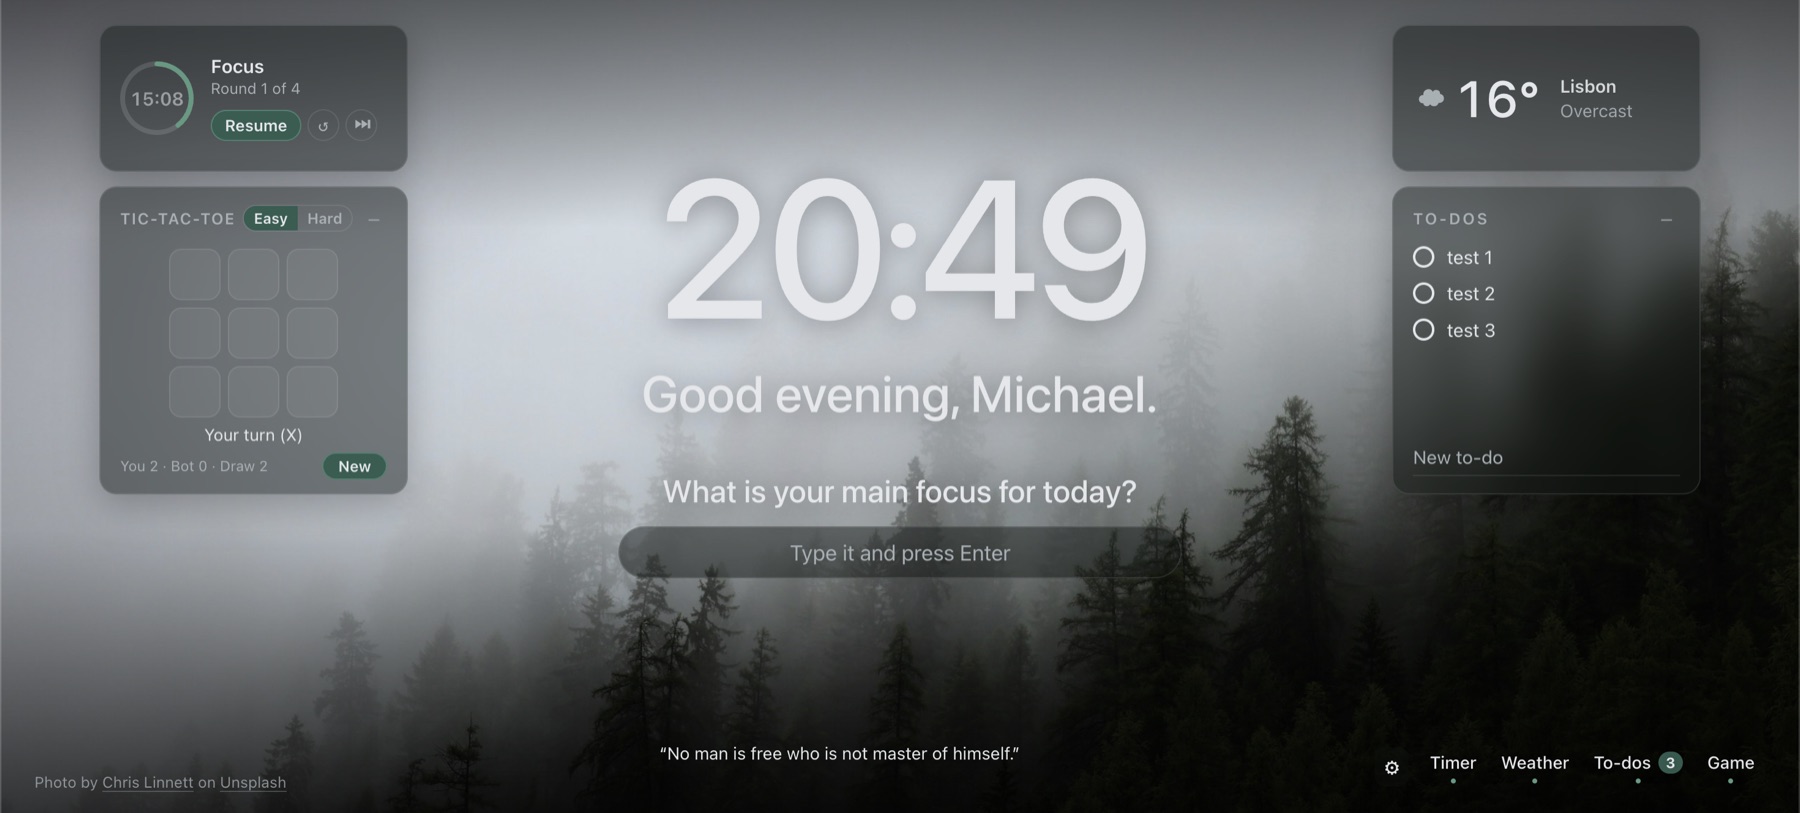 Focus
15:08
Round 1 of 4
Resume
TIC-TAC-TOE Easy Hard
Your turn (X)
You 2 · Bot 0 · Draw 2
New
20:49
Good evening, Michael.
What is your main focus for today?
Type it and press Enter
“No man is free who is not master of himself.”
16° Lisbon
Overcast
TO-DOS
test 1
test 2
test 3
New to-do
Photo by Chris Linnett on Unsplash
Timer Weather To-dos 3 Game